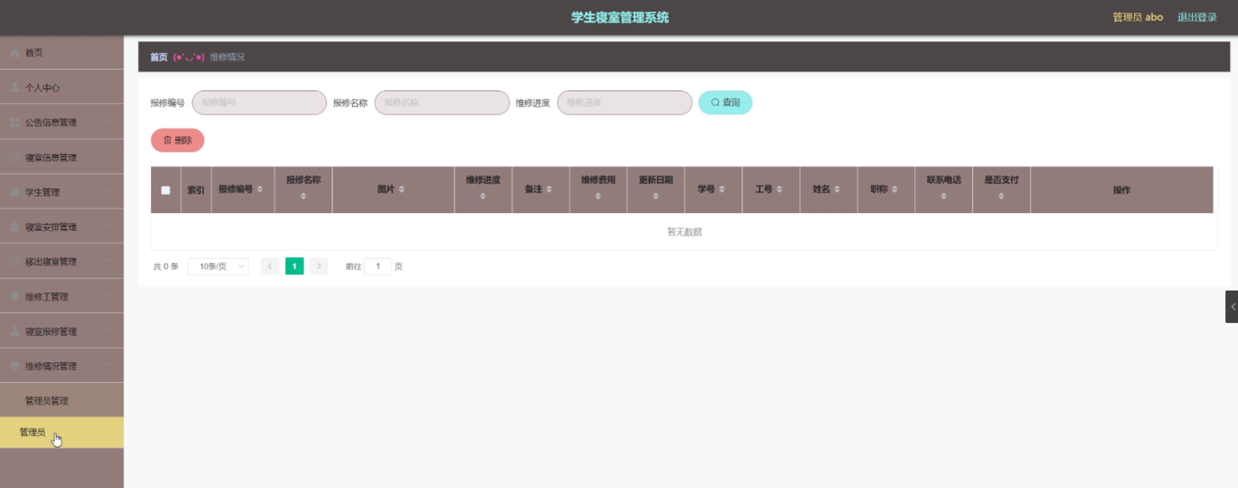 学生寝室管理系统
管理员 abo 退出登录
首页
个人中心
公告信息管理
寝室信息管理
学生管理
寝室安排管理
移出寝室管理
维修工管理
寝室报修管理
维修情况管理
管理员管理
管理员
首页 (●'◡'●) 维修情况
报修编号 报修编号 报修名称 报修名称 维修进度 维修进度 查询
删除
索引 报修编号 报修名称 图片 维修进度 备注 维修费用 更新日期 学号 工号 姓名 职称 联系电话 是否支付 操作
暂无数据
共 0 条 10条/页 1 前往 1 页